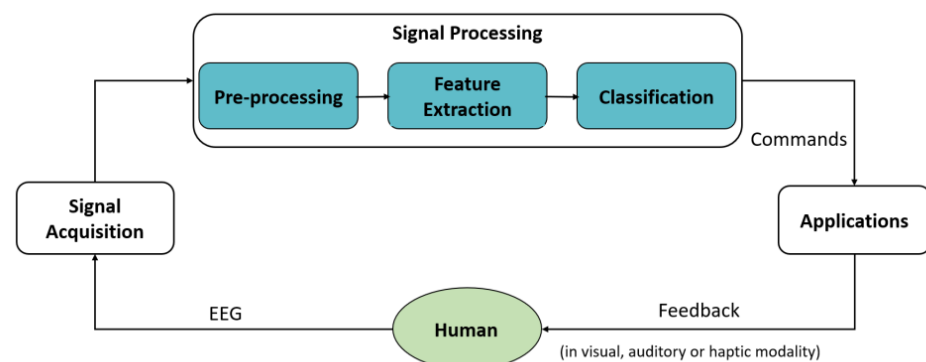 Signal Processing
Pre-processing
Feature
Extraction
Classification
Commands
Signal
Acquisition
Applications
EEG
Human
Feedback
(in visual, auditory or haptic modality)